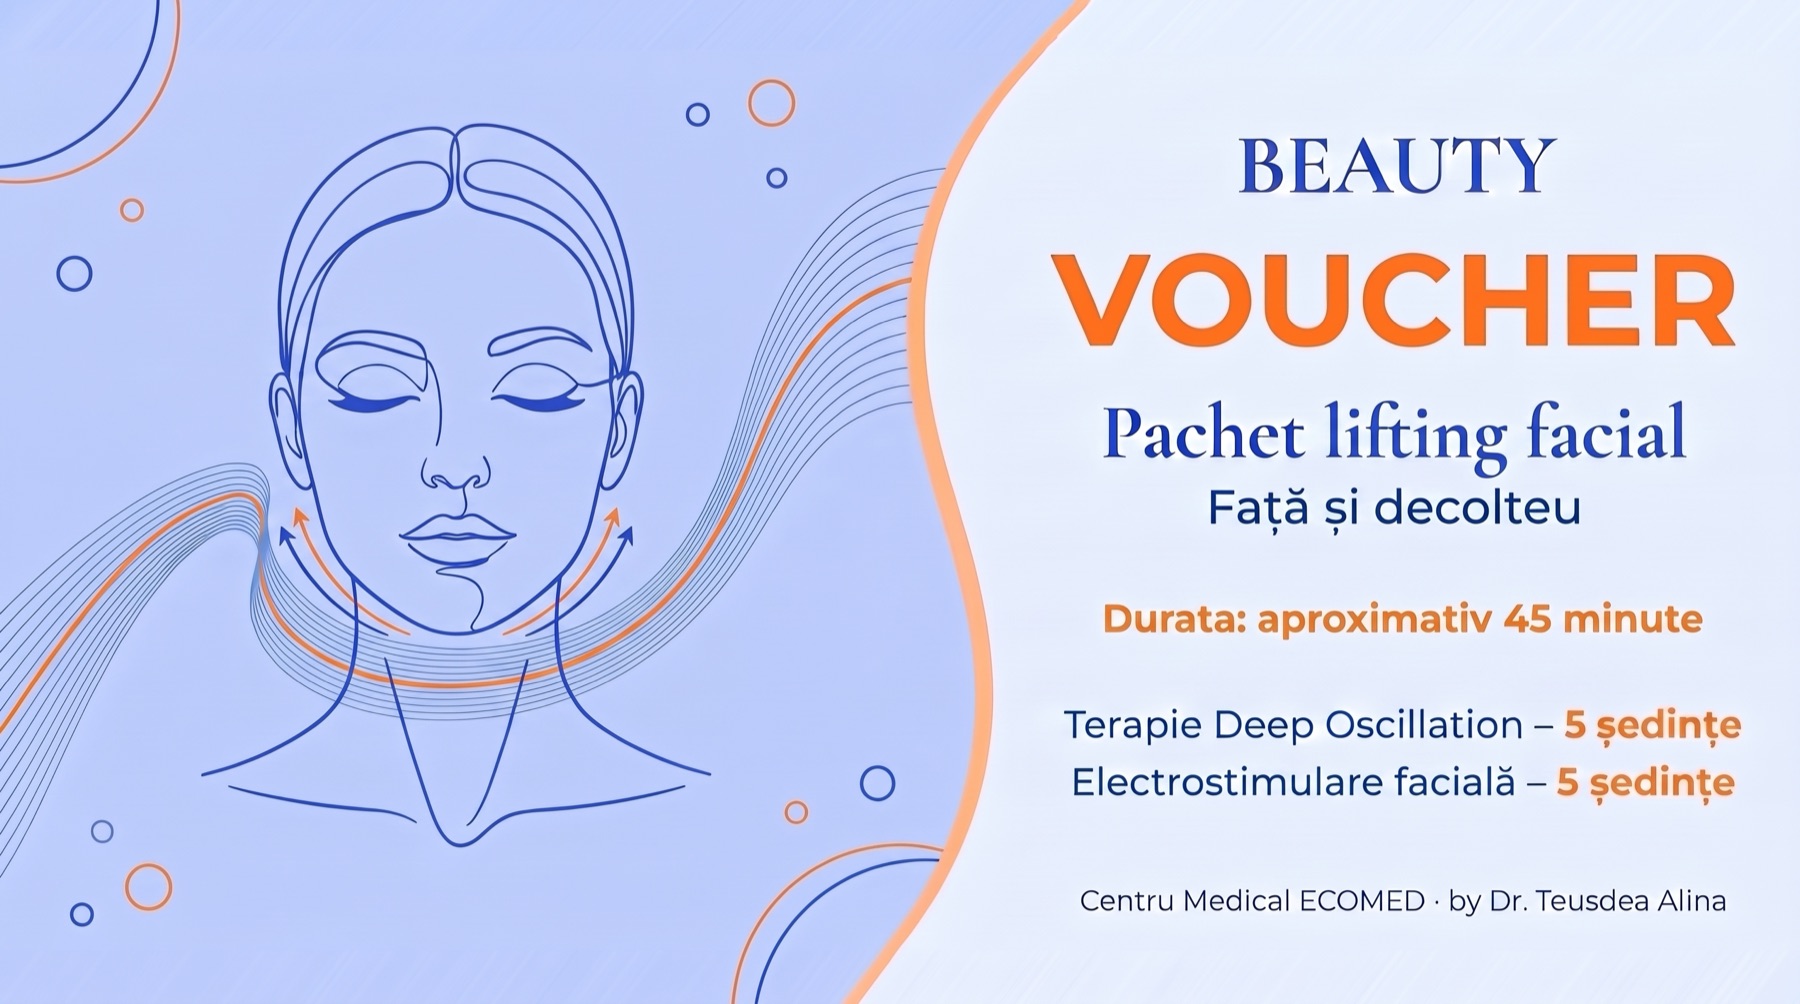 BEAUTY
VOUCHER
Pachet lifting facial
Față și decolteu
Durata: aproximativ 45 minute
Terapie Deep Oscillation – 5 ședințe
Electrostimulare facială – 5 ședințe
Centru Medical ECOMED · by Dr. Teusdea Alina